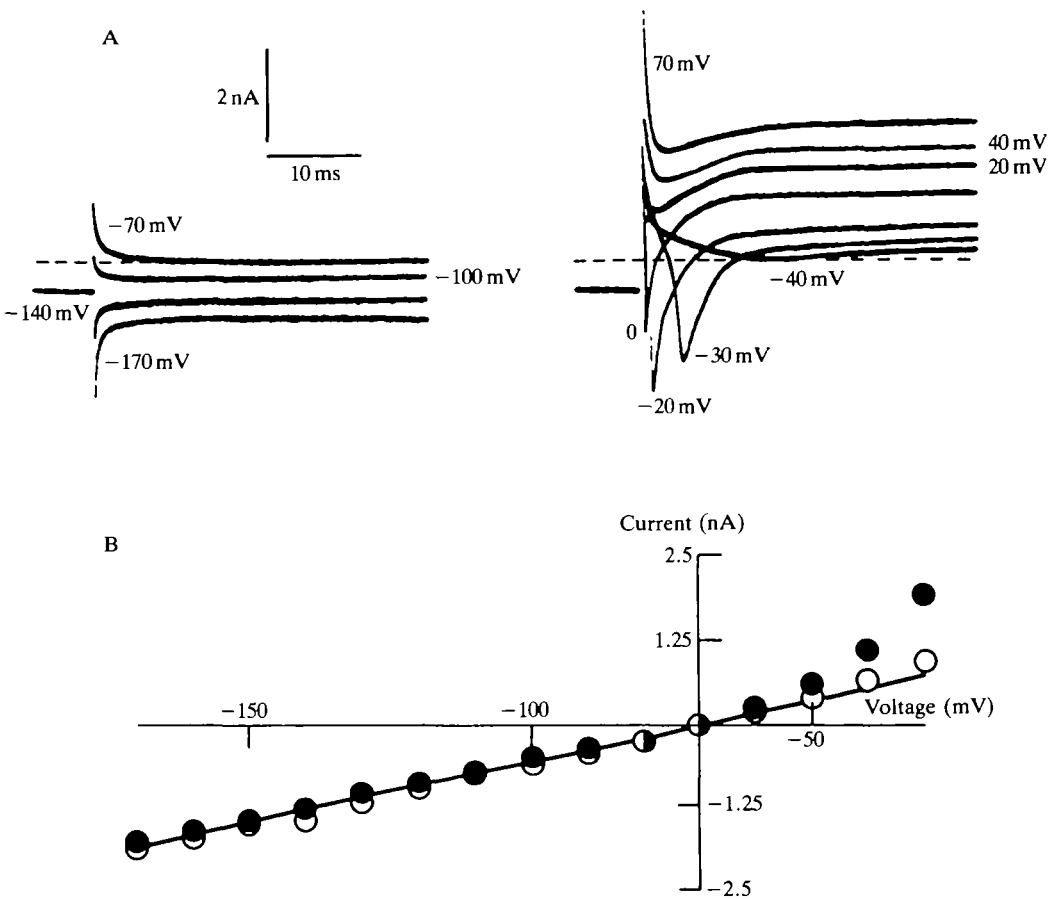 A
2 nA
10 ms
−70 mV
−100 mV
−140 mV
−170 mV
70 mV
40 mV
20 mV
−40 mV
0
−30 mV
−20 mV
B
Current (nA)
2.5
1.25
−150
−100
Voltage (mV)
−50
−1.25
−2.5